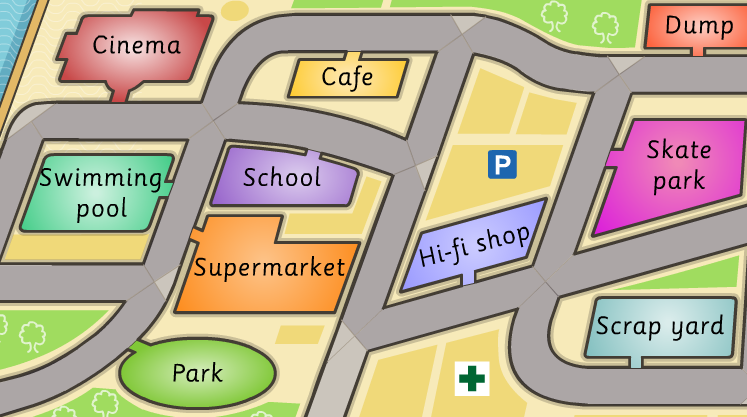 Dump
Cinema
Cafe
Skate
park
P
Swimming
pool
School
Hi-fi shop
Supermarket
Scrap yard
Park